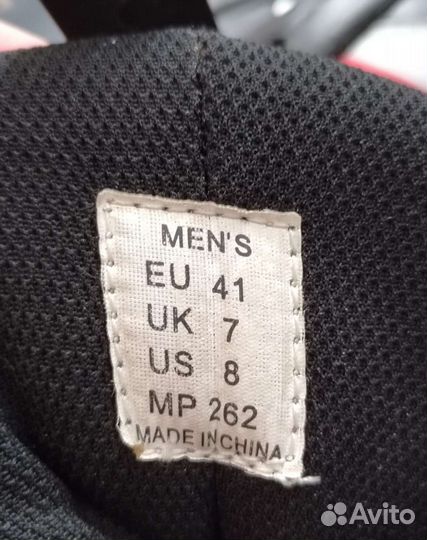 MEN'S
EU 41
UK 7
US 8
MP 262
MADE IN CHINA
Avito